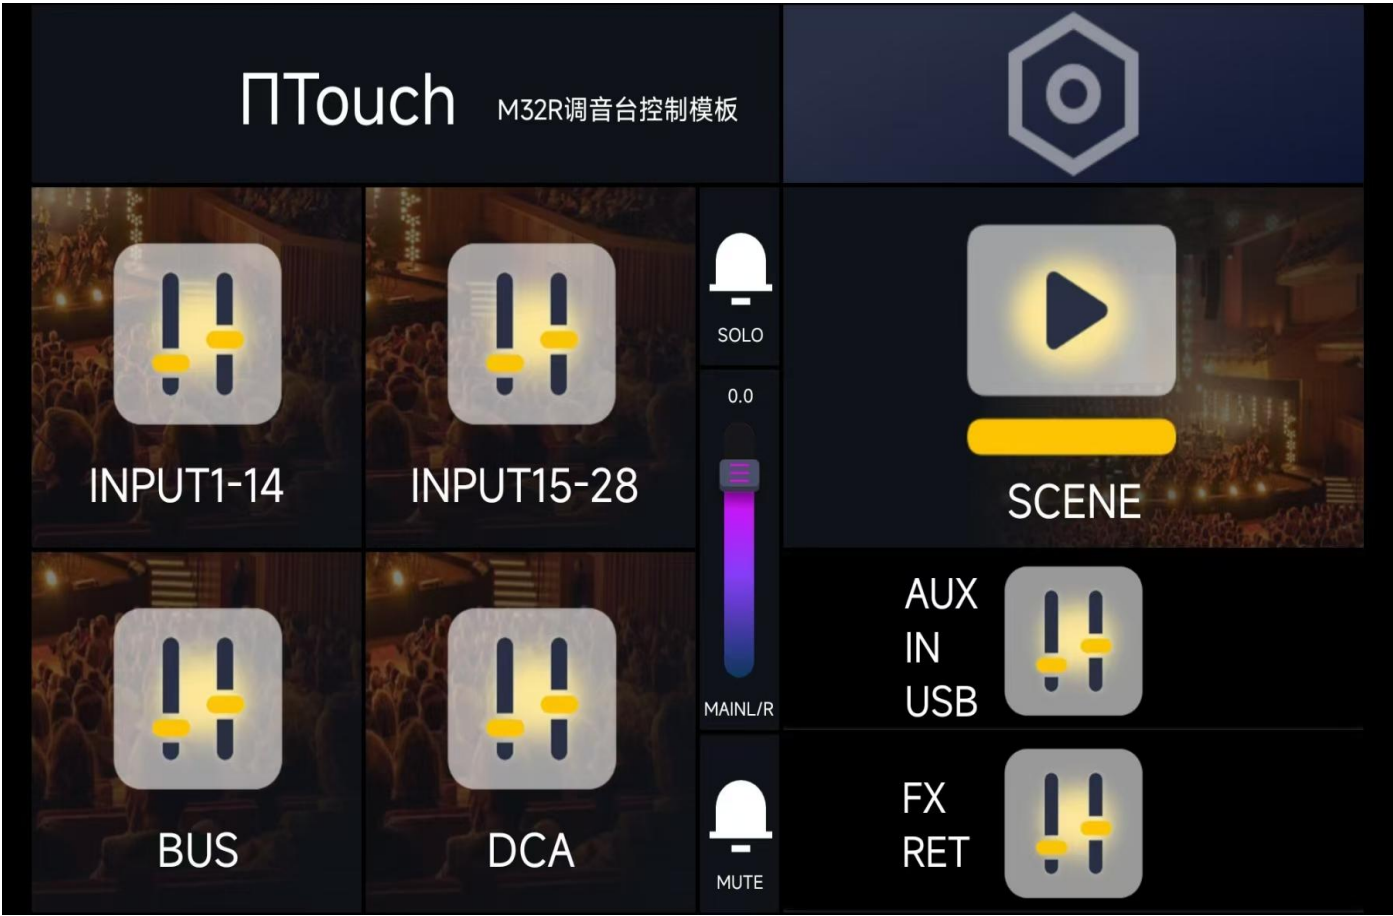 ΠTouch M32R调音台控制模板
INPUT1-14
INPUT15-28
SOLO
0.0
MAINL/R
MUTE
BUS
DCA
SCENE
AUX
IN
USB
FX
RET